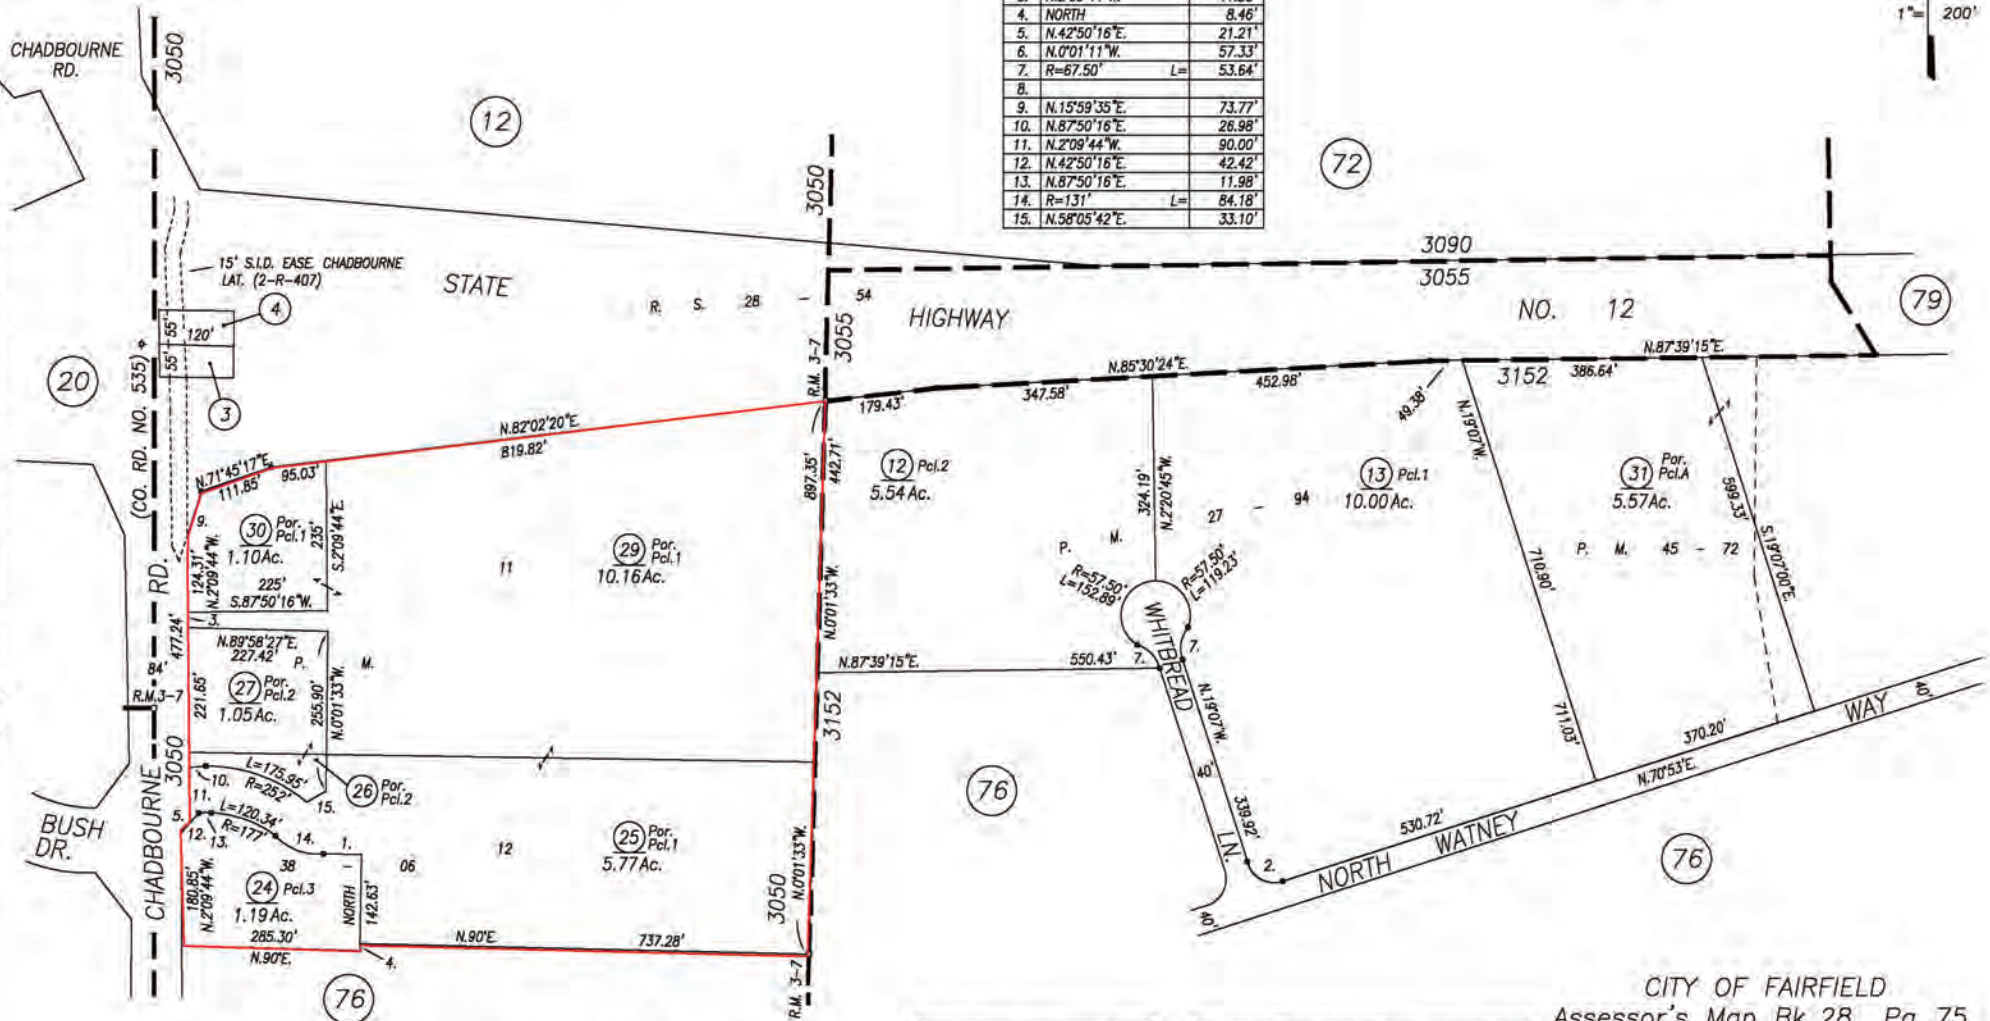 4. NORTH 8.46'
5. N.42°50'16"E. 21.21'
6. N.0°01'11"W. 57.33'
7. R=67.50' L= 53.64'
8.
9. N.15°59'35"E. 73.77'
10. N.87°50'16"E. 26.98'
11. N.2°09'44"W. 90.00'
12. N.42°50'16"E. 42.42'
13. N.87°50'16"E. 11.98'
14. R=131' L= 84.18'
15. N.58°05'42"E. 33.10'
1"= 200'
CHADBOURNE
RD.
3050
12
72
3050
15' S.I.D. EASE. CHADBOURNE
LAT. (2-R-407)
STATE
R. S. 28 - 54
HIGHWAY
NO. 12
3090
3055
3055
79
4
55'
120'
55'
3
20
(CO. RD. NO. 535)
R.M. 3-7
N.82°02'20"E.
819.82'
N.71°45'17"E.
111.85'
95.03'
179.43'
347.58'
N.85°30'24"E.
452.98'
49.38'
3152
386.64'
N.87°39'15"E.
897.35'
442.71'
12 Pcl.2
5.54Ac.
324.19'
N.2°20'45"W.
13 Pcl.1
10.00Ac.
N.19°07'W.
31 Por.
Pcl.A
5.57Ac.
599.33'
S.19°07'00"E.
9.
30 Por.
Pcl.1
1.10Ac.
235'
S.2°09'44"E.
124.31'
N.2°09'44"W.
225'
S.87°50'16"W.
3.
11
29 Por.
Pcl.1
10.16Ac.
N.0°01'33"W.
P. M. 27 - 94
R=57.50'
L=152.89'
R=57.50'
L=119.23'
P. M. 45 - 72
710.90'
RD.
477.24'
N.89°58'27"E.
227.42'
P. M.
84'
R.M.3-7
27 Por.
Pcl.2
1.05Ac.
221.65'
255.90'
N.0°01'33"W.
N.87°39'15"E.
550.43'
7.
7.
WHITBREAD
N.19°07'W.
3152
711.03'
370.20'
WAY
40'
N.70°53'E.
3050
L=175.95'
R=252'
10.
15.
26 Por.
Pcl.2
11.
5.
12.
13.
L=120.34'
R=177'
14.
1.
38 - 06
12
25 Por.
Pcl.1
5.77Ac.
76
40'
339.92'
LN.
2.
530.72'
NORTH WATNEY
76
BUSH
DR.
CHADBOURNE
180.85'
N.2°09'44"W.
24 Pcl.3
1.19Ac.
NORTH
142.63'
285.30'
N.90°E.
4.
N.90°E.
737.28'
3050
N.0°01'33"W.
R.M. 3-7
40'
76
CITY OF FAIRFIELD
Assessor's Map Bk. 28 Pg. 75